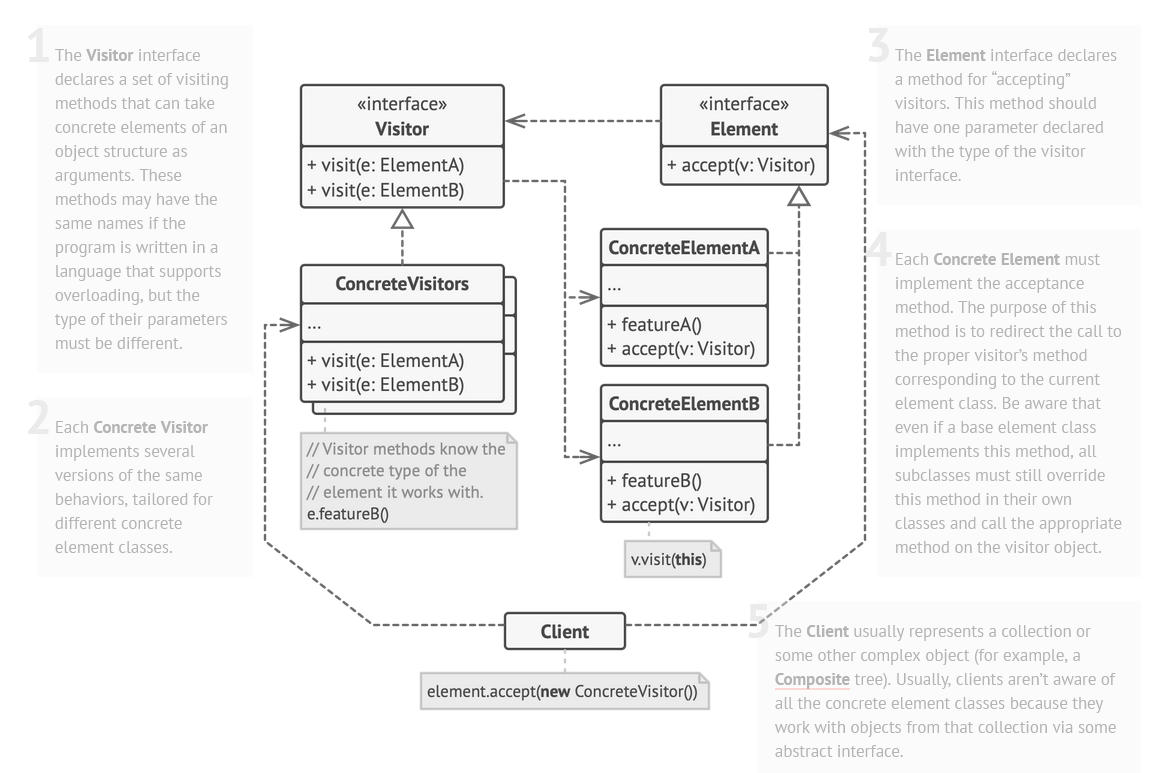 1
The Visitor interface
declares a set of visiting
methods that can take
concrete elements of an
object structure as
arguments. These
methods may have the
same names if the
program is written in a
language that supports
overloading, but the
type of their parameters
must be different.
2
Each Concrete Visitor
implements several
versions of the same
behaviors, tailored for
different concrete
element classes.
«interface»
Visitor
+ visit(e: ElementA)
+ visit(e: ElementB)
ConcreteVisitors
...
+ visit(e: ElementA)
+ visit(e: ElementB)
// Visitor methods know the
// concrete type of the
// element it works with.
e.featureB()
«interface»
Element
+ accept(v: Visitor)
ConcreteElementA
...
+ featureA()
+ accept(v: Visitor)
ConcreteElementB
...
+ featureB()
+ accept(v: Visitor)
v.visit(this)
Client
element.accept(new ConcreteVisitor())
3
The Element interface declares
a method for “accepting”
visitors. This method should
have one parameter declared
with the type of the visitor
interface.
4
Each Concrete Element must
implement the acceptance
method. The purpose of this
method is to redirect the call to
the proper visitor’s method
corresponding to the current
element class. Be aware that
even if a base element class
implements this method, all
subclasses must still override
this method in their own
classes and call the appropriate
method on the visitor object.
5
The Client usually represents a collection or
some other complex object (for example, a
Composite tree). Usually, clients aren’t aware of
all the concrete element classes because they
work with objects from that collection via some
abstract interface.